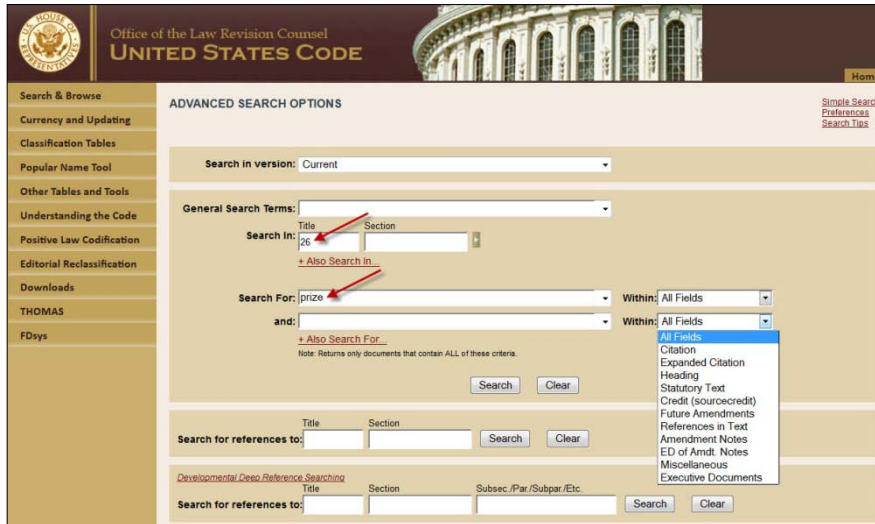 Office of the Law Revision Counsel
UNITED STATES CODE
Hom
Search & Browse
Currency and Updating
Classification Tables
Popular Name Tool
Other Tables and Tools
Understanding the Code
Positive Law Codification
Editorial Reclassification
Downloads
THOMAS
FDsys
ADVANCED SEARCH OPTIONS
Simple Searc
Preferences
Search Tips
Search in version: Current
General Search Terms:
Title Section
Search In: 26
+ Also Search In...
Search For: prize Within: All Fields
and: Within: All Fields
+ Also Search For...
Note: Returns only documents that contain ALL of these criteria.
Search Clear
All Fields
Citation
Expanded Citation
Heading
Statutory Text
Credit (sourcecredit)
Future Amendments
References in Text
Amendment Notes
ED of Amdt. Notes
Miscellaneous
Executive Documents
Title Section
Search for references to: Search Clear
Developmental Deep Reference Searching
Title Section Subsec./Par./Subpar./Etc.
Search for references to: Search Clear